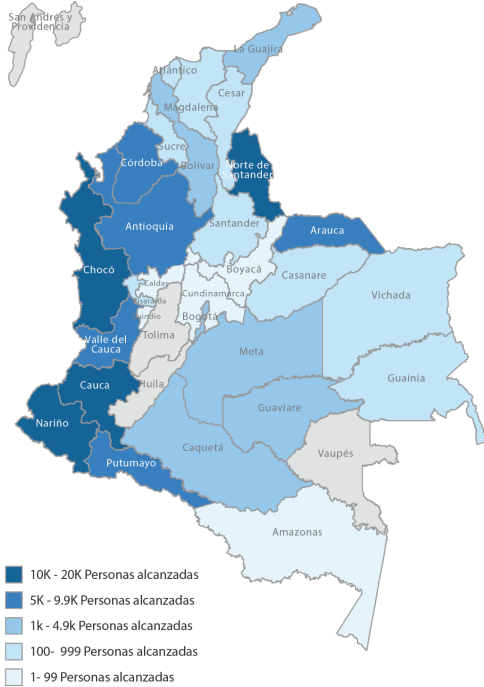 San Andrés y
Providencia
La Guajira
Atlántico
Cesar
Magdalena
Sucre
Córdoba
Bolívar
Norte de
Santander
Antioquia
Santander
Arauca
Chocó
Boyacá
Casanare
Caldas
Cundinamarca
Vichada
Risaralda
Quindío
Bogotá
Tolima
Valle del
Cauca
Meta
Guainía
Cauca
Huila
Guaviare
Nariño
Caquetá
Vaupés
Putumayo
Amazonas
10K - 20K Personas alcanzadas
5K - 9.9K Personas alcanzadas
1k - 4.9k Personas alcanzadas
100- 999 Personas alcanzadas
1- 99 Personas alcanzadas